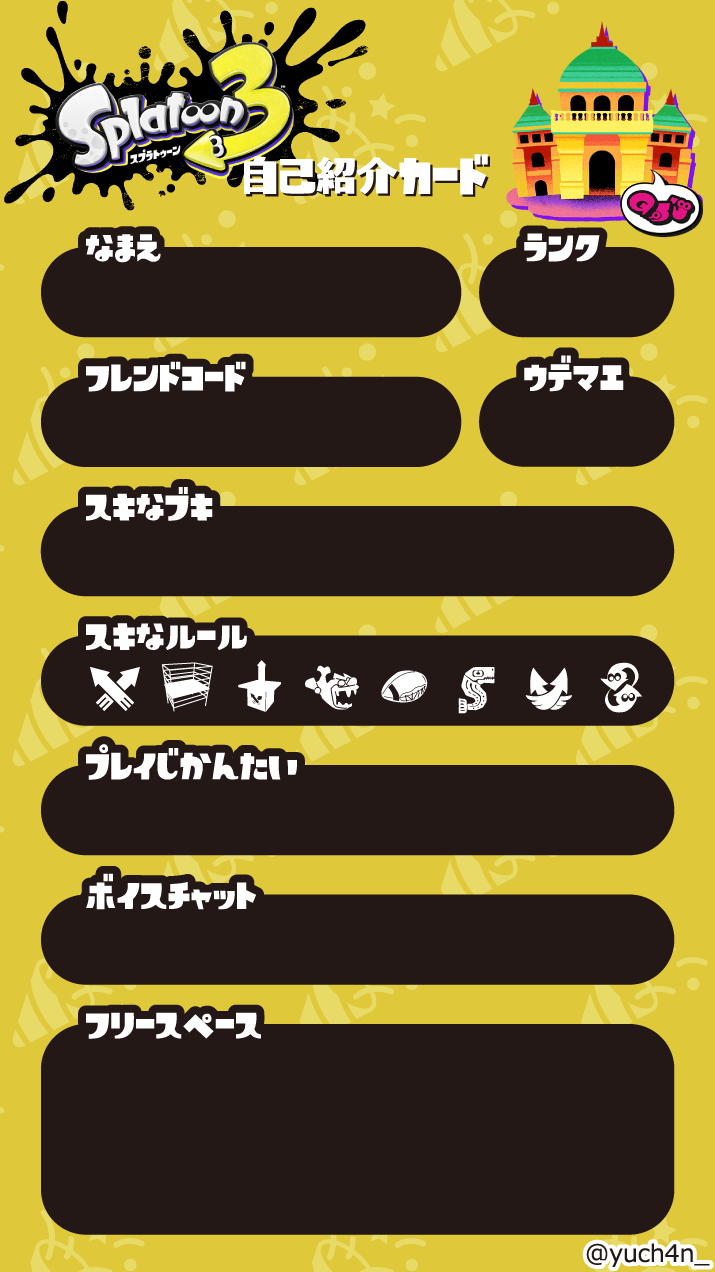 Splatoon 3
スプラトゥーン 3
自己紹介カード
なまえ
ランク
フレンドコード
ウデマエ
スキなブキ
スキなルール
プレイじかんたい
ボイスチャット
フリースペース
@yuch4n_